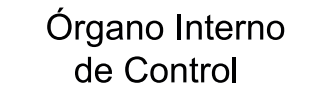 Órgano Interno
de Control